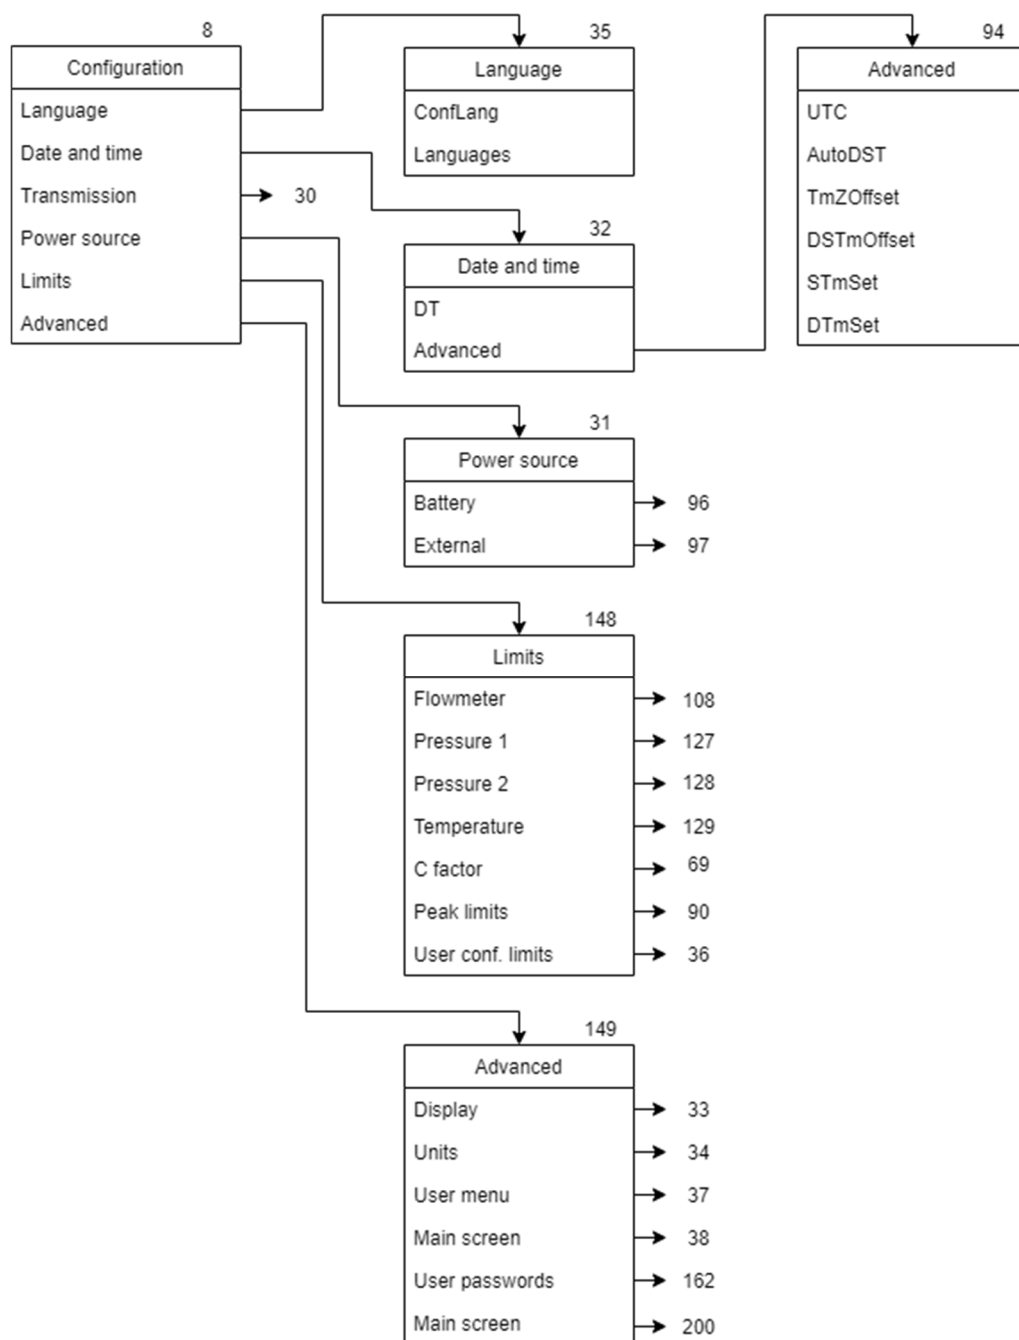 8
Configuration
Language
Date and time
Transmission 30
Power source
Limits
Advanced
35
Language
ConfLang
Languages
94
Advanced
UTC
AutoDST
TmZOffset
DSTmOffset
STmSet
DTmSet
32
Date and time
DT
Advanced
31
Power source
Battery 96
External 97
148
Limits
Flowmeter 108
Pressure 1 127
Pressure 2 128
Temperature 129
C factor 69
Peak limits 90
User conf. limits 36
149
Advanced
Display 33
Units 34
User menu 37
Main screen 38
User passwords 162
Main screen 200